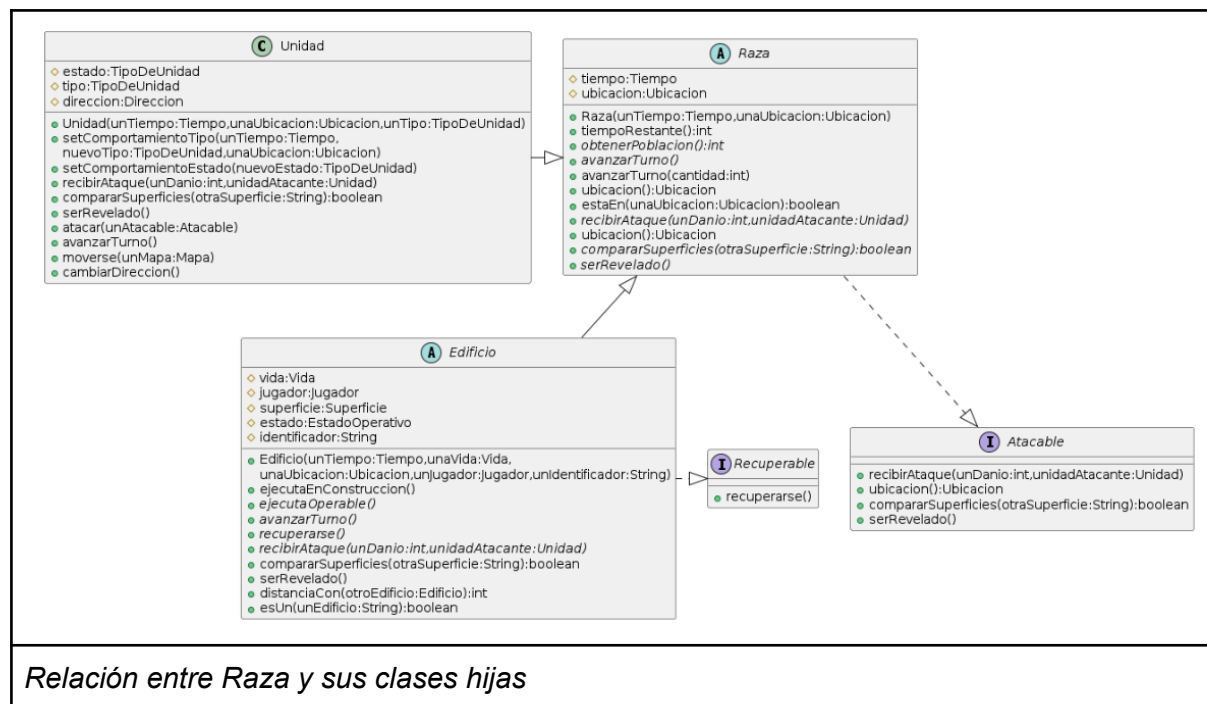 C Unidad
estado:TipoDeUnidad
tipo:TipoDeUnidad
direccion:Direccion
Unidad(unTiempo:Tiempo,unaUbicacion:Ubicacion,unTipo:TipoDeUnidad)
setComportamientoTipo(unTiempo:Tiempo,
nuevoTipo:TipoDeUnidad,unaUbicacion:Ubicacion)
setComportamientoEstado(nuevoEstado:TipoDeUnidad)
recibirAtaque(unDanio:int,unidadAtacante:Unidad)
compararSuperficies(otraSuperficie:String):boolean
serRevelado()
atacar(unAtacable:Atacable)
avanzarTurno()
moverse(unMapa:Mapa)
cambiarDireccion()
A Raza
tiempo:Tiempo
ubicacion:Ubicacion
Raza(unTiempo:Tiempo,unaUbicacion:Ubicacion)
tiempoRestante():int
obtenerPoblacion():int
avanzarTurno()
avanzarTurno(cantidad:int)
ubicacion():Ubicacion
estaEn(unaUbicacion:Ubicacion):boolean
recibirAtaque(unDanio:int,unidadAtacante:Unidad)
ubicacion():Ubicacion
compararSuperficies(otraSuperficie:String):boolean
serRevelado()
A Edificio
vida:Vida
jugador:Jugador
superficie:Superficie
estado:EstadoOperativo
identificador:String
Edificio(unTiempo:Tiempo,unaVida:Vida,
unaUbicacion:Ubicacion,unJugador:Jugador,unIdentificador:String)
ejecutaEnConstruccion()
ejecutaOperable()
avanzarTurno()
recuperarse()
recibirAtaque(unDanio:int,unidadAtacante:Unidad)
compararSuperficies(otraSuperficie:String):boolean
serRevelado()
distanciaCon(otroEdificio:Edificio):int
esUn(unEdificio:String):boolean
I Recuperable
recuperarse()
I Atacable
recibirAtaque(unDanio:int,unidadAtacante:Unidad)
ubicacion():Ubicacion
compararSuperficies(otraSuperficie:String):boolean
serRevelado()
Relación entre Raza y sus clases hijas